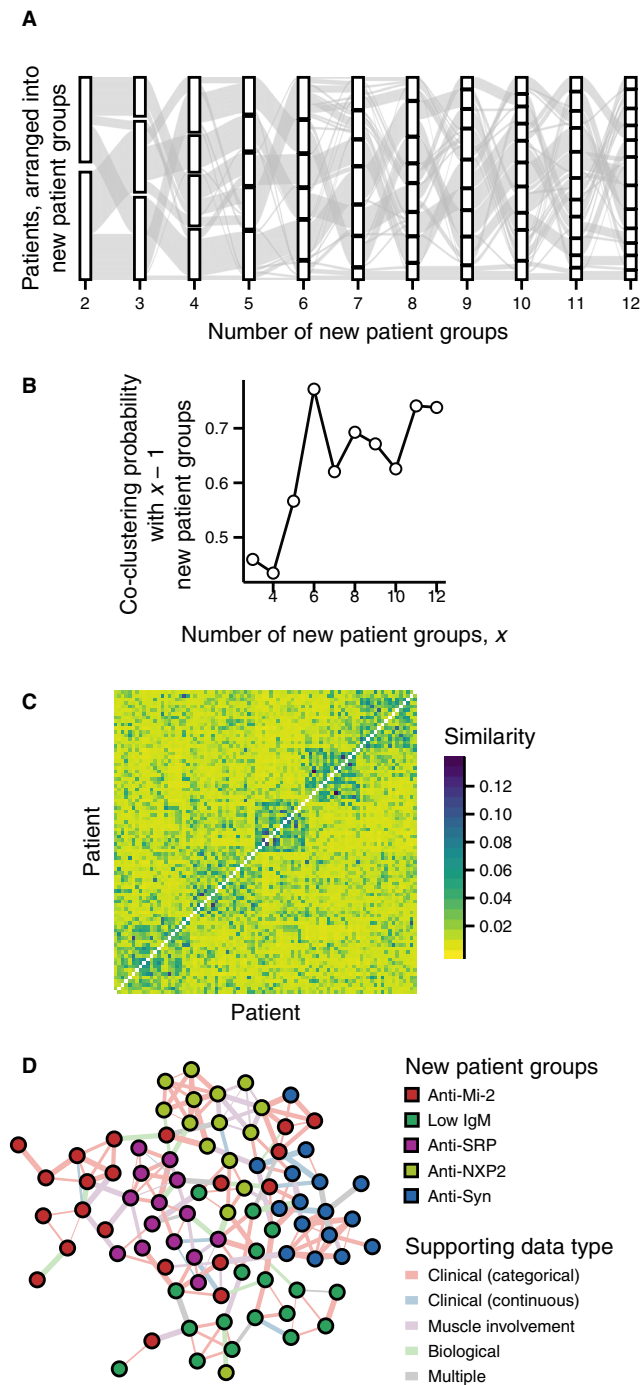 A
Patients, arranged into
new patient groups
2 3 4 5 6 7 8 9 10 11 12
Number of new patient groups
B
Co-clustering probability
with x – 1
new patient groups
0.7
0.6
0.5
4 6 8 10 12
Number of new patient groups, x
C
Patient
Patient
Similarity
0.12
0.10
0.08
0.06
0.04
0.02
D
New patient groups
Anti-Mi-2
Low IgM
Anti-SRP
Anti-NXP2
Anti-Syn
Supporting data type
Clinical (categorical)
Clinical (continuous)
Muscle involvement
Biological
Multiple